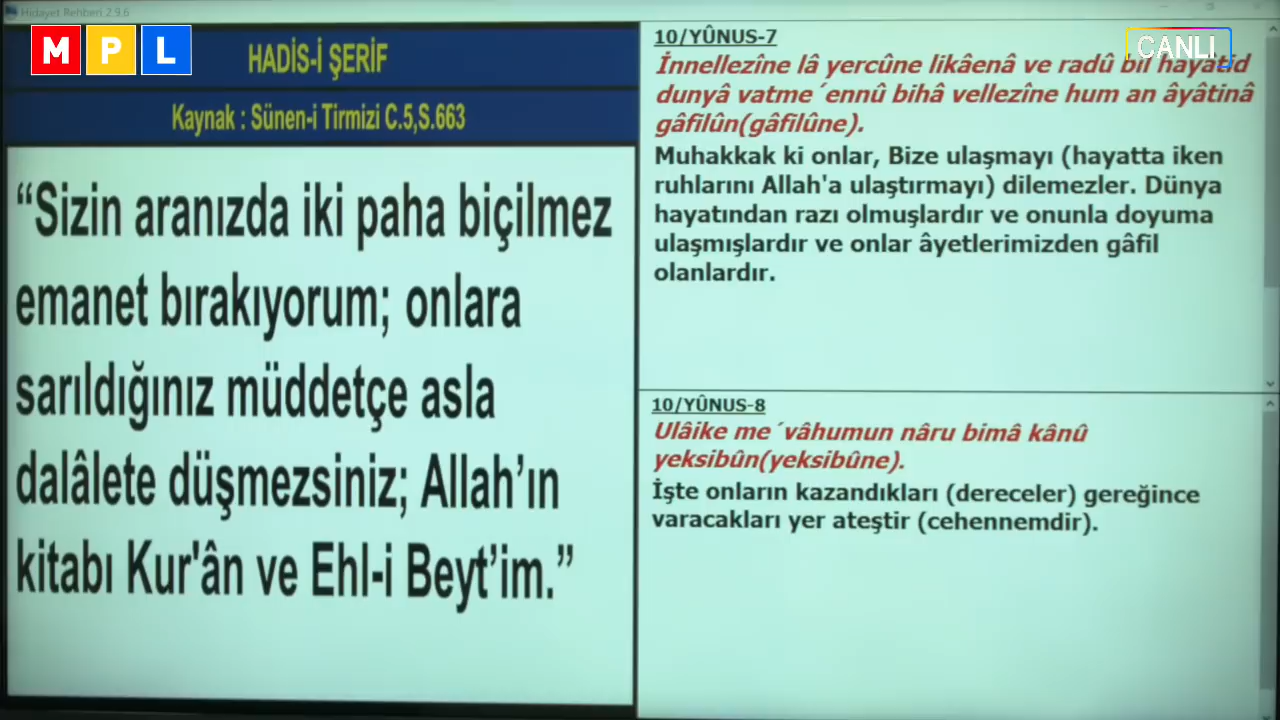 Hidayet Rehberi 2.9.6
MPL
HADİS-İ ŞERİF
Kaynak : Sünen-i Tirmizi C.5,S.663
“Sizin aranızda iki paha biçilmez
emanet bırakıyorum; onlara
sarıldığınız müddetçe asla
dalâlete düşmezsiniz; Allah’ın
kitabı Kur'ân ve Ehl-i Beyt’im.”
CANLI
10/YÛNUS-7
İnnellezîne lâ yercûne likâenâ ve radû bil hayâtid
dunyâ vatme´ennû bihâ vellezîne hum an âyâtinâ
gâfilûn(gâfilûne).
Muhakkak ki onlar, Bize ulaşmayı (hayatta iken
ruhlarını Allah'a ulaştırmayı) dilemezler. Dünya
hayatından razı olmuşlardır ve onunla doyuma
ulaşmışlardır ve onlar âyetlerimizden gâfil
olanlardır.
10/YÛNUS-8
Ulâike me´vâhumun nâru bimâ kânû
yeksibûn(yeksibûne).
İşte onların kazandıkları (dereceler) gereğince
varacakları yer ateştir (cehennemdir).